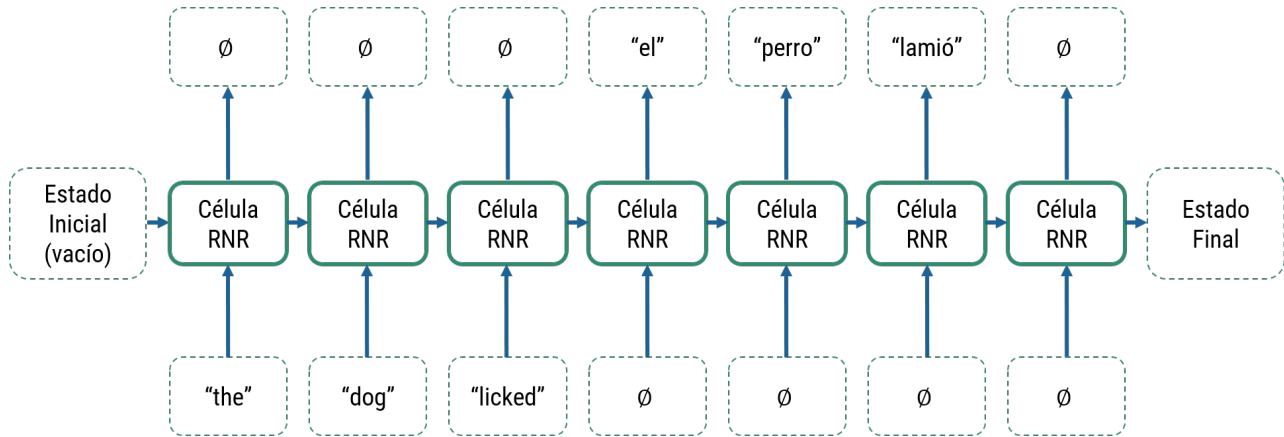 Ø Ø Ø “el” “perro” “lamió” Ø
Estado
Inicial
(vacío)
Célula
RNR
Célula
RNR
Célula
RNR
Célula
RNR
Célula
RNR
Célula
RNR
Célula
RNR
Estado
Final
“the” “dog” “licked” Ø Ø Ø Ø